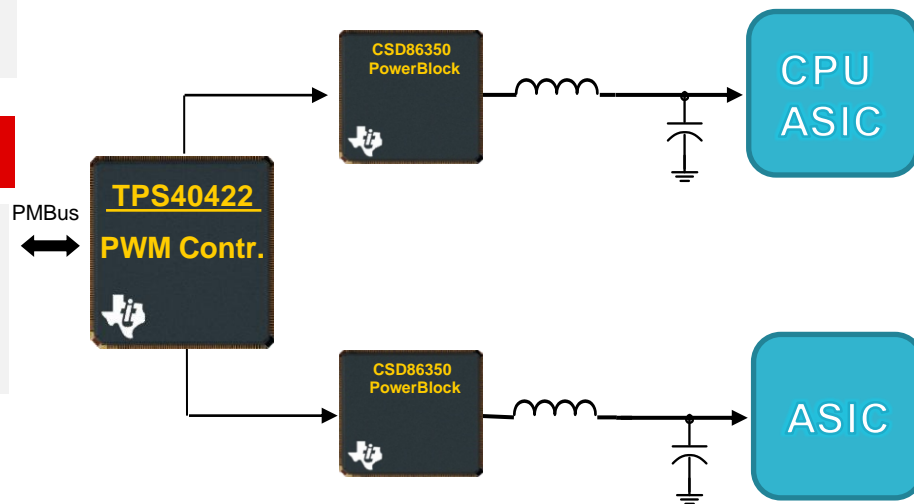 CSD86350
PowerBlock
CPU
ASIC
TPS40422
PWM Contr.
PMBus
CSD86350
PowerBlock
ASIC